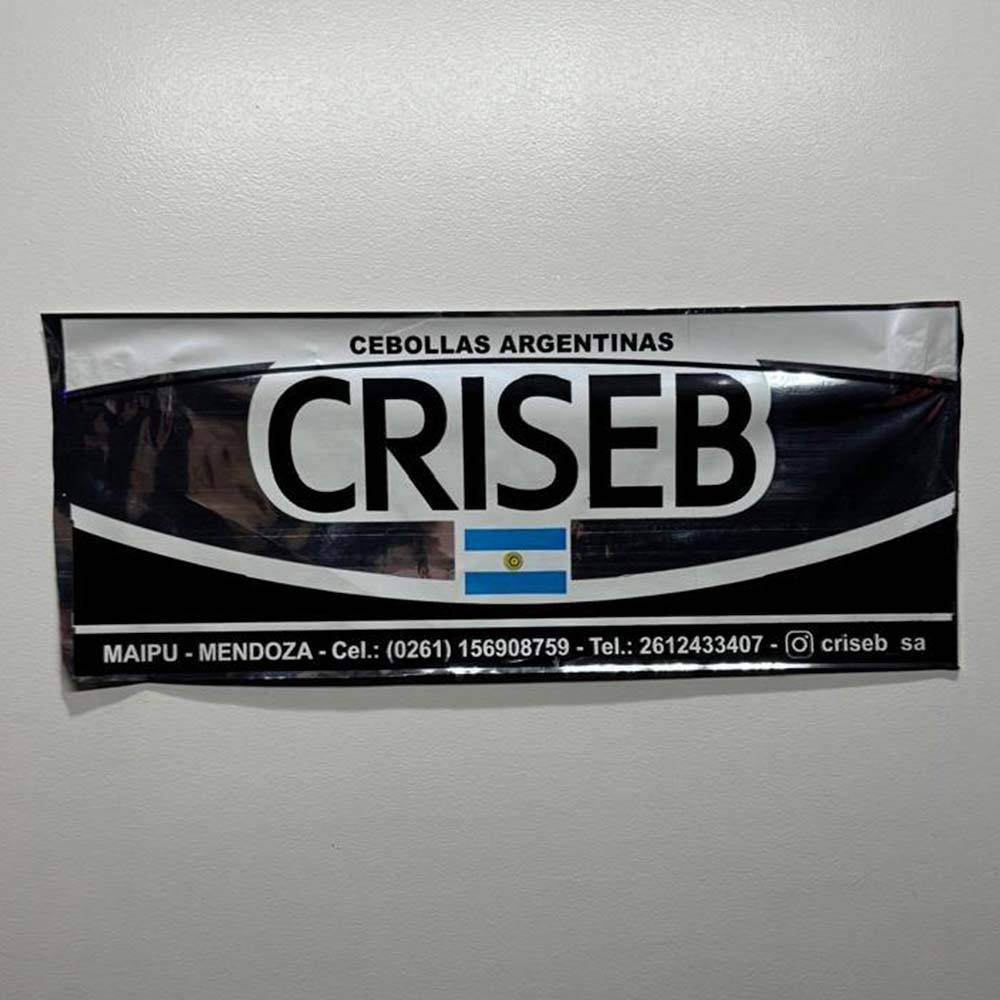 CEBOLLAS ARGENTINAS
CRISEB
MAIPU - MENDOZA - Cel.: (0261) 156908759 - Tel.: 2612433407 - criseb sa